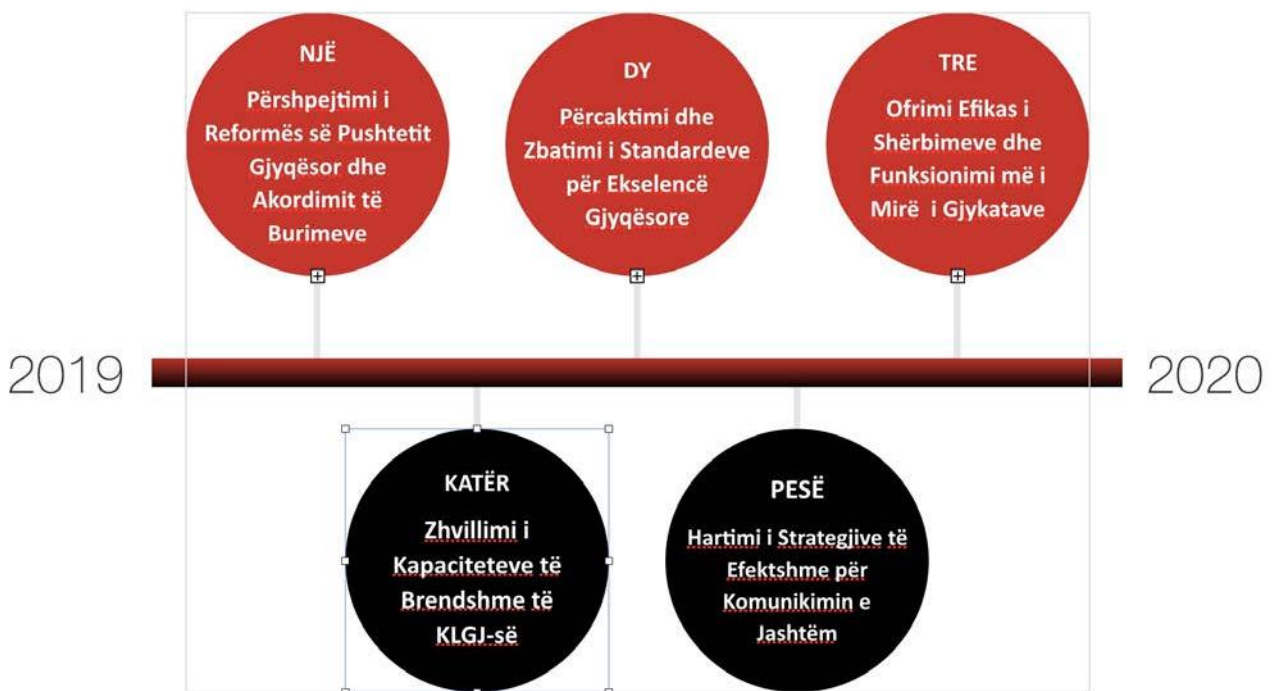 NJË
Përshpejtimi i
Reformës së Pushtetit
Gjyqësor dhe
Akordimit të
Burimeve
DY
Përcaktimi dhe
Zbatimi i Standardeve
për Ekselencë
Gjyqësore
TRE
Ofrimi Efikas i
Shërbimeve dhe
Funksionimi më i
Mirë i Gjykatave
2019
2020
KATËR
Zhvillimi i
Kapaciteteve të
Brendshme të
KLGJ-së
PESË
Hartimi i Strategjive të
Efektshme për
Komunikimin e
Jashtëm